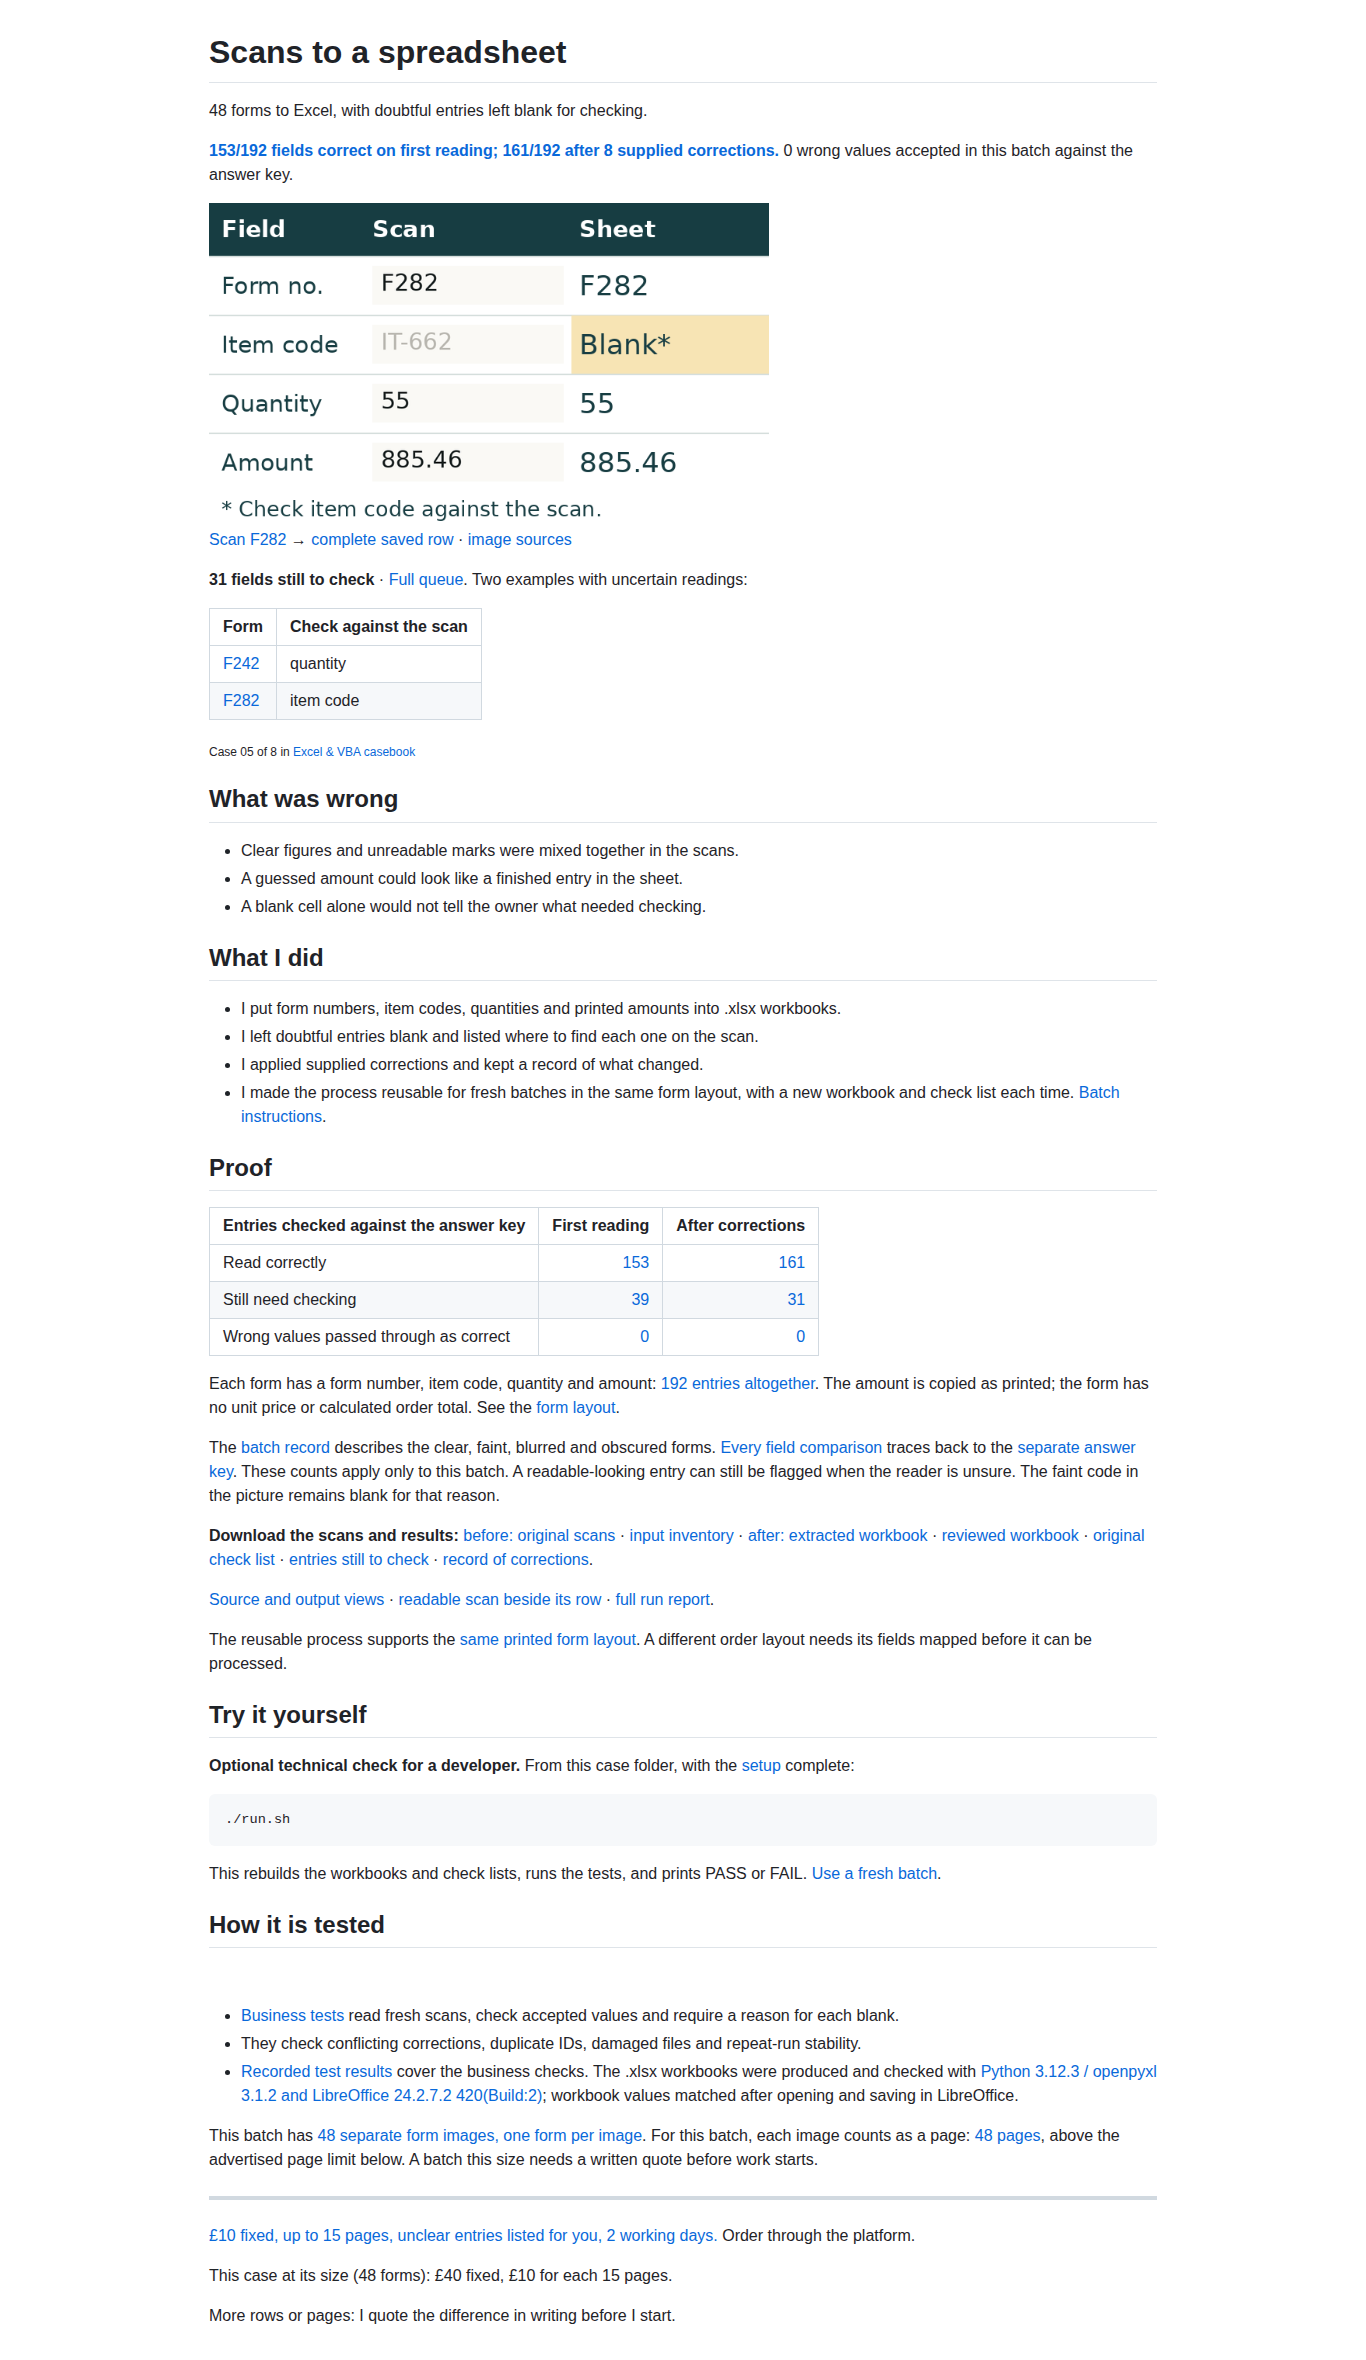 Scans to a spreadsheet
48 forms to Excel, with doubtful entries left blank for checking.
153/192 fields correct on first reading; 161/192 after 8 supplied corrections. 0 wrong values accepted in this batch against the
answer key.
Field Scan Sheet
Form no. F282 F282
Item code IT-662 Blank*
Quantity 55 55
Amount 885.46 885.46
* Check item code against the scan.
Scan F282 → complete saved row · image sources
31 fields still to check · Full queue. Two examples with uncertain readings:
Form Check against the scan
F242 quantity
F282 item code
Case 05 of 8 in Excel & VBA casebook
What was wrong
• Clear figures and unreadable marks were mixed together in the scans.
• A guessed amount could look like a finished entry in the sheet.
• A blank cell alone would not tell the owner what needed checking.
What I did
• I put form numbers, item codes, quantities and printed amounts into .xlsx workbooks.
• I left doubtful entries blank and listed where to find each one on the scan.
• I applied supplied corrections and kept a record of what changed.
• I made the process reusable for fresh batches in the same form layout, with a new workbook and check list each time. Batch
instructions.
Proof
Entries checked against the answer key First reading After corrections
Read correctly 153 161
Still need checking 39 31
Wrong values passed through as correct 0 0
Each form has a form number, item code, quantity and amount: 192 entries altogether. The amount is copied as printed; the form has
no unit price or calculated order total. See the form layout.
The batch record describes the clear, faint, blurred and obscured forms. Every field comparison traces back to the separate answer
key. These counts apply only to this batch. A readable-looking entry can still be flagged when the reader is unsure. The faint code in
the picture remains blank for that reason.
Download the scans and results: before: original scans · input inventory · after: extracted workbook · reviewed workbook · original
check list · entries still to check · record of corrections.
Source and output views · readable scan beside its row · full run report.
The reusable process supports the same printed form layout. A different order layout needs its fields mapped before it can be
processed.
Try it yourself
Optional technical check for a developer. From this case folder, with the setup complete:
./run.sh
This rebuilds the workbooks and check lists, runs the tests, and prints PASS or FAIL. Use a fresh batch.
How it is tested
• Business tests read fresh scans, check accepted values and require a reason for each blank.
• They check conflicting corrections, duplicate IDs, damaged files and repeat-run stability.
• Recorded test results cover the business checks. The .xlsx workbooks were produced and checked with Python 3.12.3 / openpyxl
3.1.2 and LibreOffice 24.2.7.2 420(Build:2); workbook values matched after opening and saving in LibreOffice.
This batch has 48 separate form images, one form per image. For this batch, each image counts as a page: 48 pages, above the
advertised page limit below. A batch this size needs a written quote before work starts.
£10 fixed, up to 15 pages, unclear entries listed for you, 2 working days. Order through the platform.
This case at its size (48 forms): £40 fixed, £10 for each 15 pages.
More rows or pages: I quote the difference in writing before I start.